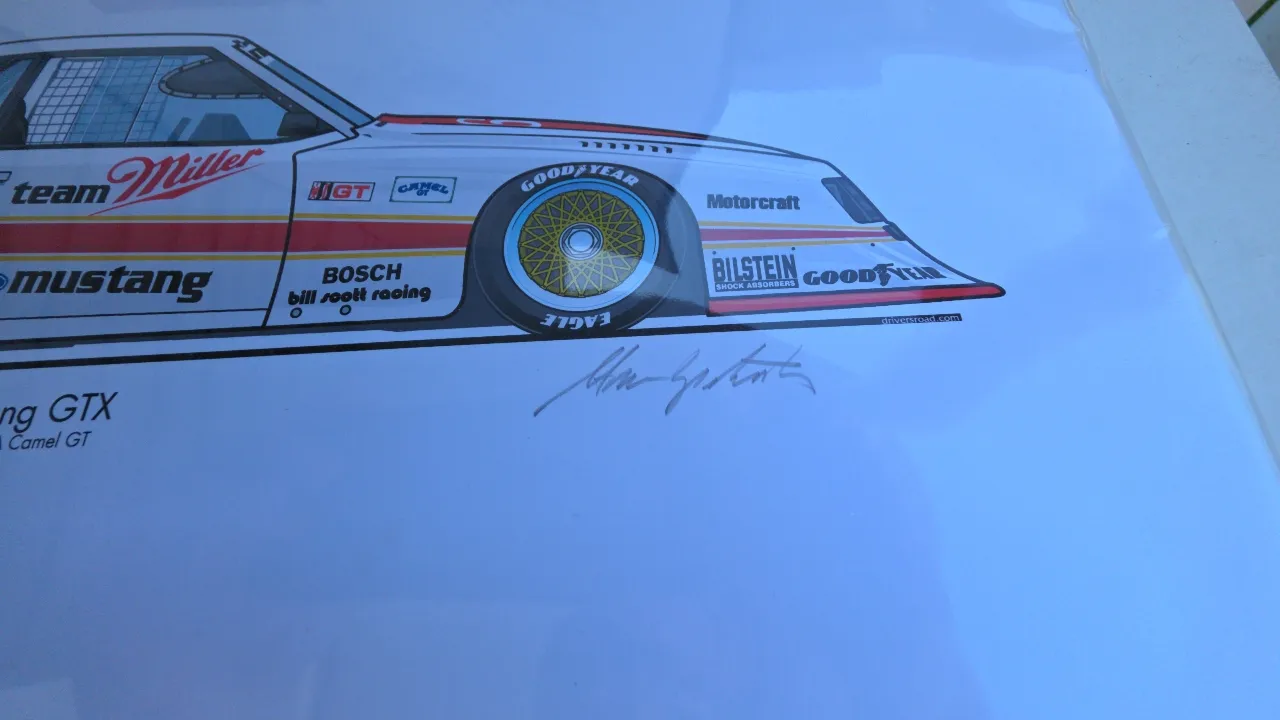 team Miller
GT
CAMEL
GT
GOODYEAR
Motorcraft
mustang
BOSCH
bill scott racing
BILSTEIN
SHOCK ABSORBERS
GOODYEAR
EAGLE
driversroad.com
ng GTX
Camel GT